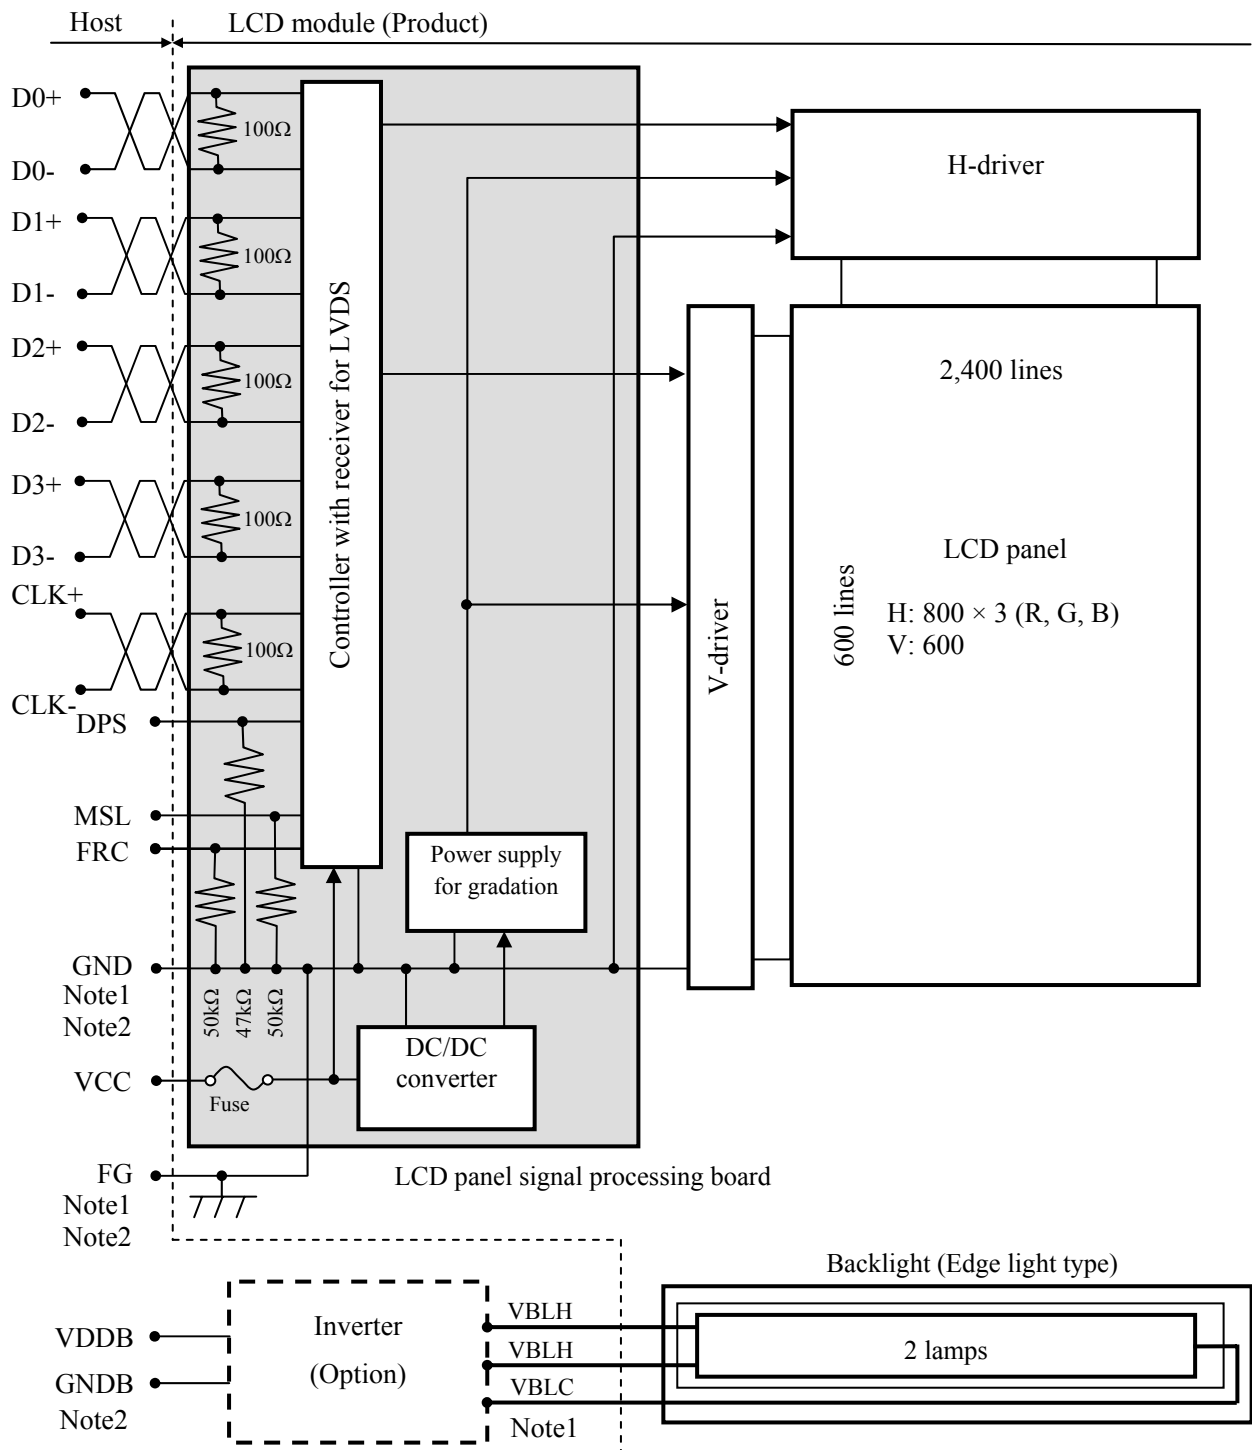 Host
LCD module (Product)
D0+
100Ω
D0-
H-driver
D1+
100Ω
D1-
D2+
100Ω
D2-
D3+
100Ω
D3-
CLK+
100Ω
CLK-
Controller with receiver for LVDS
V-driver
2,400 lines
600 lines
LCD panel
H: 800 × 3 (R, G, B)
V: 600
DPS
MSL
FRC
Power supply
for gradation
GND
Note1
Note2
50kΩ
47kΩ
50kΩ
DC/DC
converter
VCC
Fuse
FG
Note1
Note2
LCD panel signal processing board
Backlight (Edge light type)
Inverter
(Option)
VDDB
GNDB
Note2
VBLH
VBLH
VBLC
Note1
2 lamps